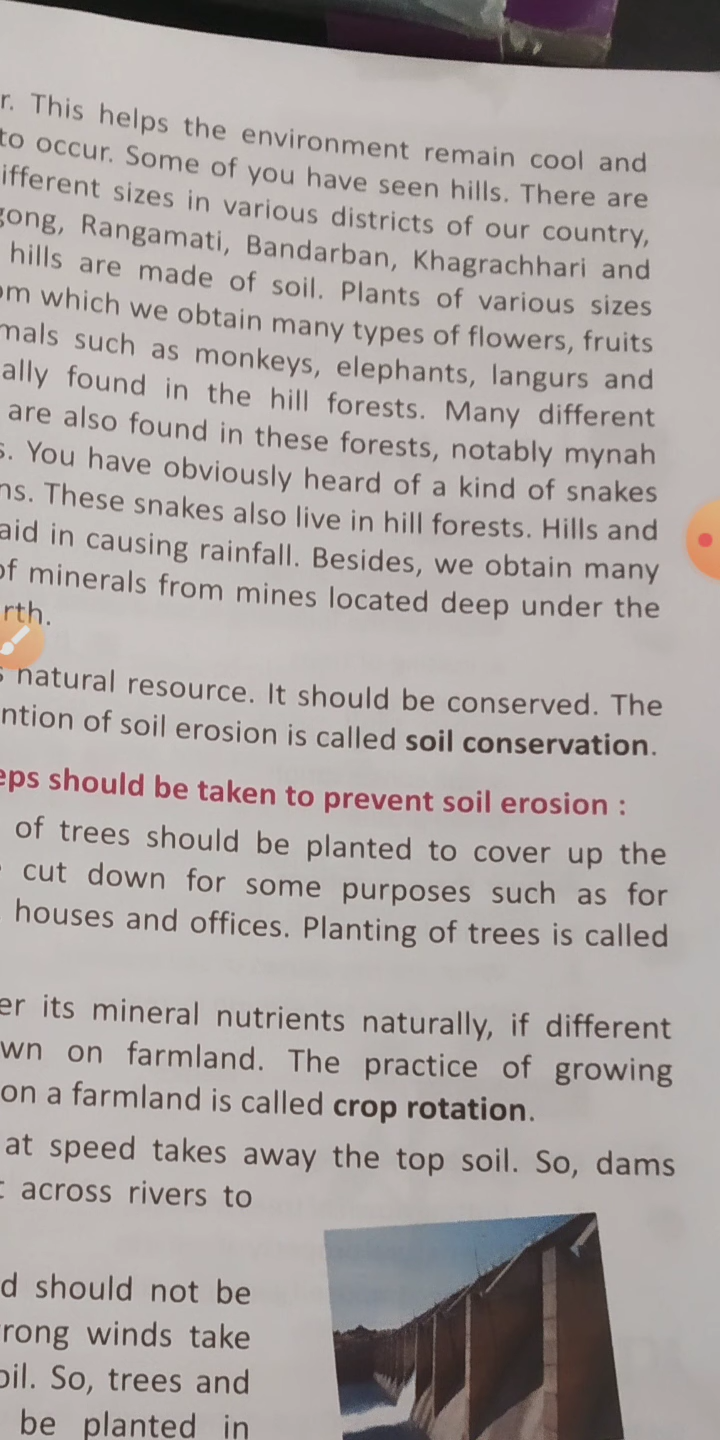 This helps the environment remain cool and
to occur. Some of you have seen hills. There are
sizes in various districts of our country,
Rangamati, Bandarban, Khagrachhari and
hills are made of soil. Plants of various sizes
which we obtain many types of flowers, fruits
such as monkeys, elephants, langurs and
found in the hill forests. Many different
are also found in these forests, notably mynah
You have obviously heard of a kind of snakes
These snakes also live in hill forests. Hills and
aid in causing rainfall. Besides, we obtain many
of minerals from mines located deep under the
rth.
natural resource. It should be conserved. The
ntion of soil erosion is called soil conservation.
eps should be taken to prevent soil erosion :
of trees should be planted to cover up the
cut down for some purposes such as for
houses and offices. Planting of trees is called
er its mineral nutrients naturally, if different
wn on farmland. The practice of growing
on a farmland is called crop rotation.
at speed takes away the top soil. So, dams
across rivers to
d should not be
rong winds take
oil. So, trees and
be planted in